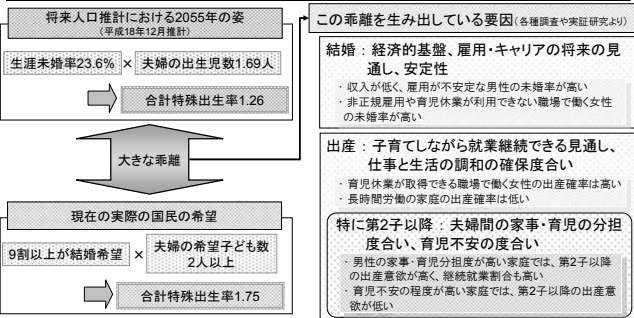 将来人口推計における2055年の姿
(平成18年12月推計)
生涯未婚率23.6% × 夫婦の出生児数1.69人
合計特殊出生率1.26
大きな乖離
現在の実際の国民の希望
9割以上が結婚希望 × 夫婦の希望子ども数
2人以上
合計特殊出生率1.75
この乖離を生み出している要因(各種調査や実証研究より)
結婚：経済的基盤、雇用・キャリアの将来の見
通し、安定性
・収入が低く、雇用が不安定な男性の未婚率が高い
・非正規雇用や育児休業が利用できない職場で働く女性
の未婚率が高い
出産：子育てしながら就業継続できる見通し、
仕事と生活の調和の確保度合い
・育児休業が取得できる職場で働く女性の出産確率は高い
・長時間労働の家庭の出産確率は低い
特に第2子以降：夫婦間の家事・育児の分担
度合い、育児不安の度合い
・男性の家事・育児分担度が高い家庭では、第2子以降
の出産意欲が高く、継続就業割合も高い
・育児不安の程度が高い家庭では、第2子以降の出産意
欲が低い